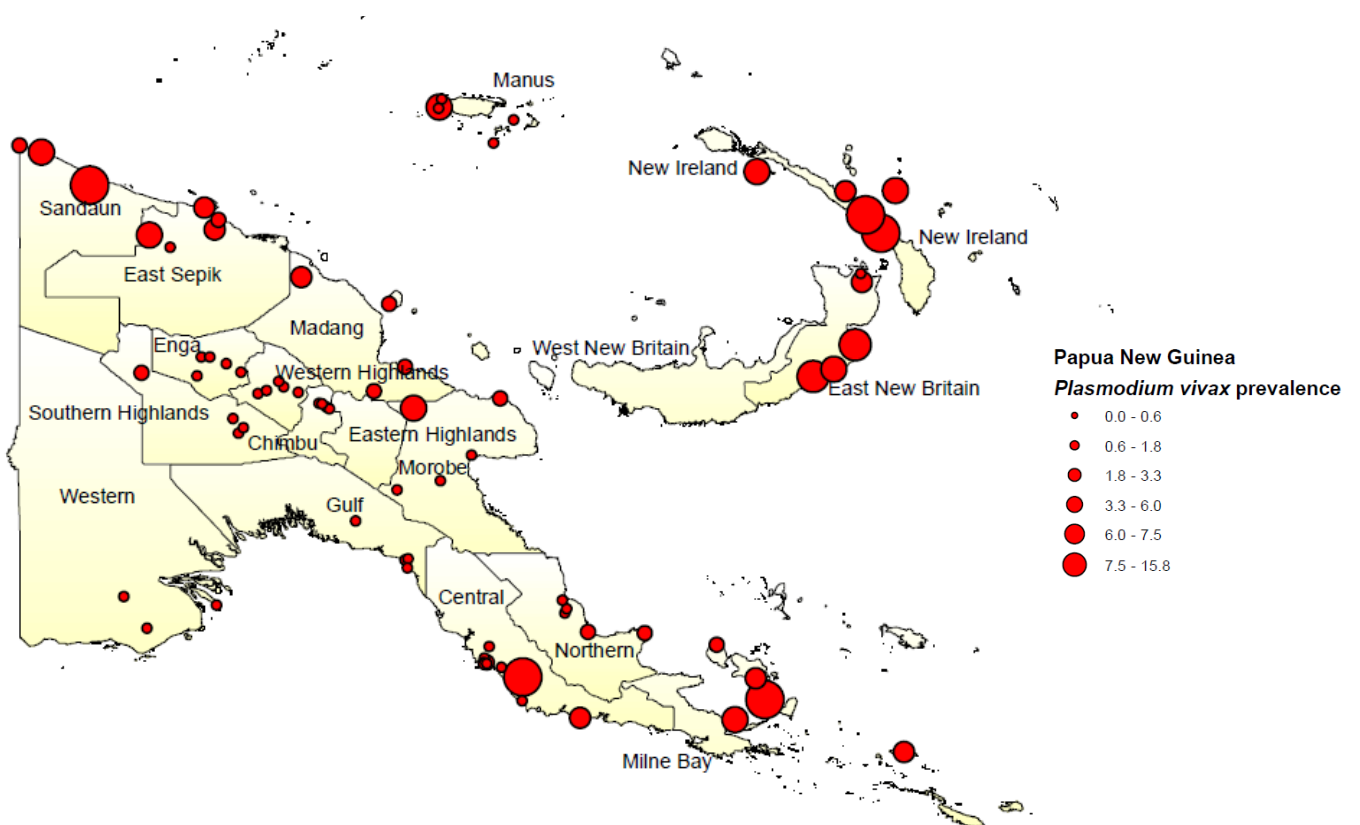 Manus
New Ireland
Sandaun
New Ireland
East Sepik
Madang
Enga
West New Britain
Western Highlands
East New Britain
Southern Highlands
Chimbu
Eastern Highlands
Morobe
Western
Gulf
Central
Northern
Milne Bay
Papua New Guinea
Plasmodium vivax prevalence
0.0 - 0.6
0.6 - 1.8
1.8 - 3.3
3.3 - 6.0
6.0 - 7.5
7.5 - 15.8